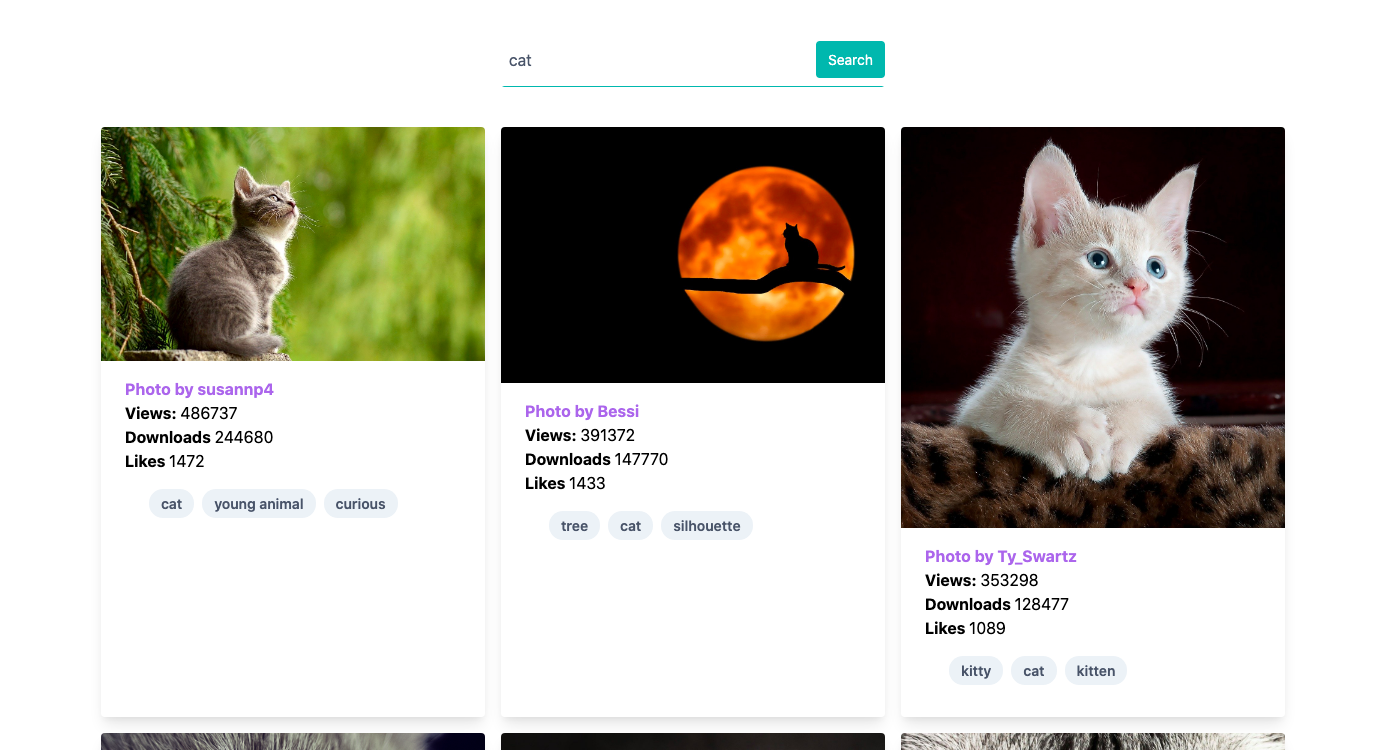 cat
Search
Photo by susannp4
Views: 486737
Downloads 244680
Likes 1472
cat
young animal
curious
Photo by Bessi
Views: 391372
Downloads 147770
Likes 1433
tree
cat
silhouette
Photo by Ty_Swartz
Views: 353298
Downloads 128477
Likes 1089
kitty
cat
kitten